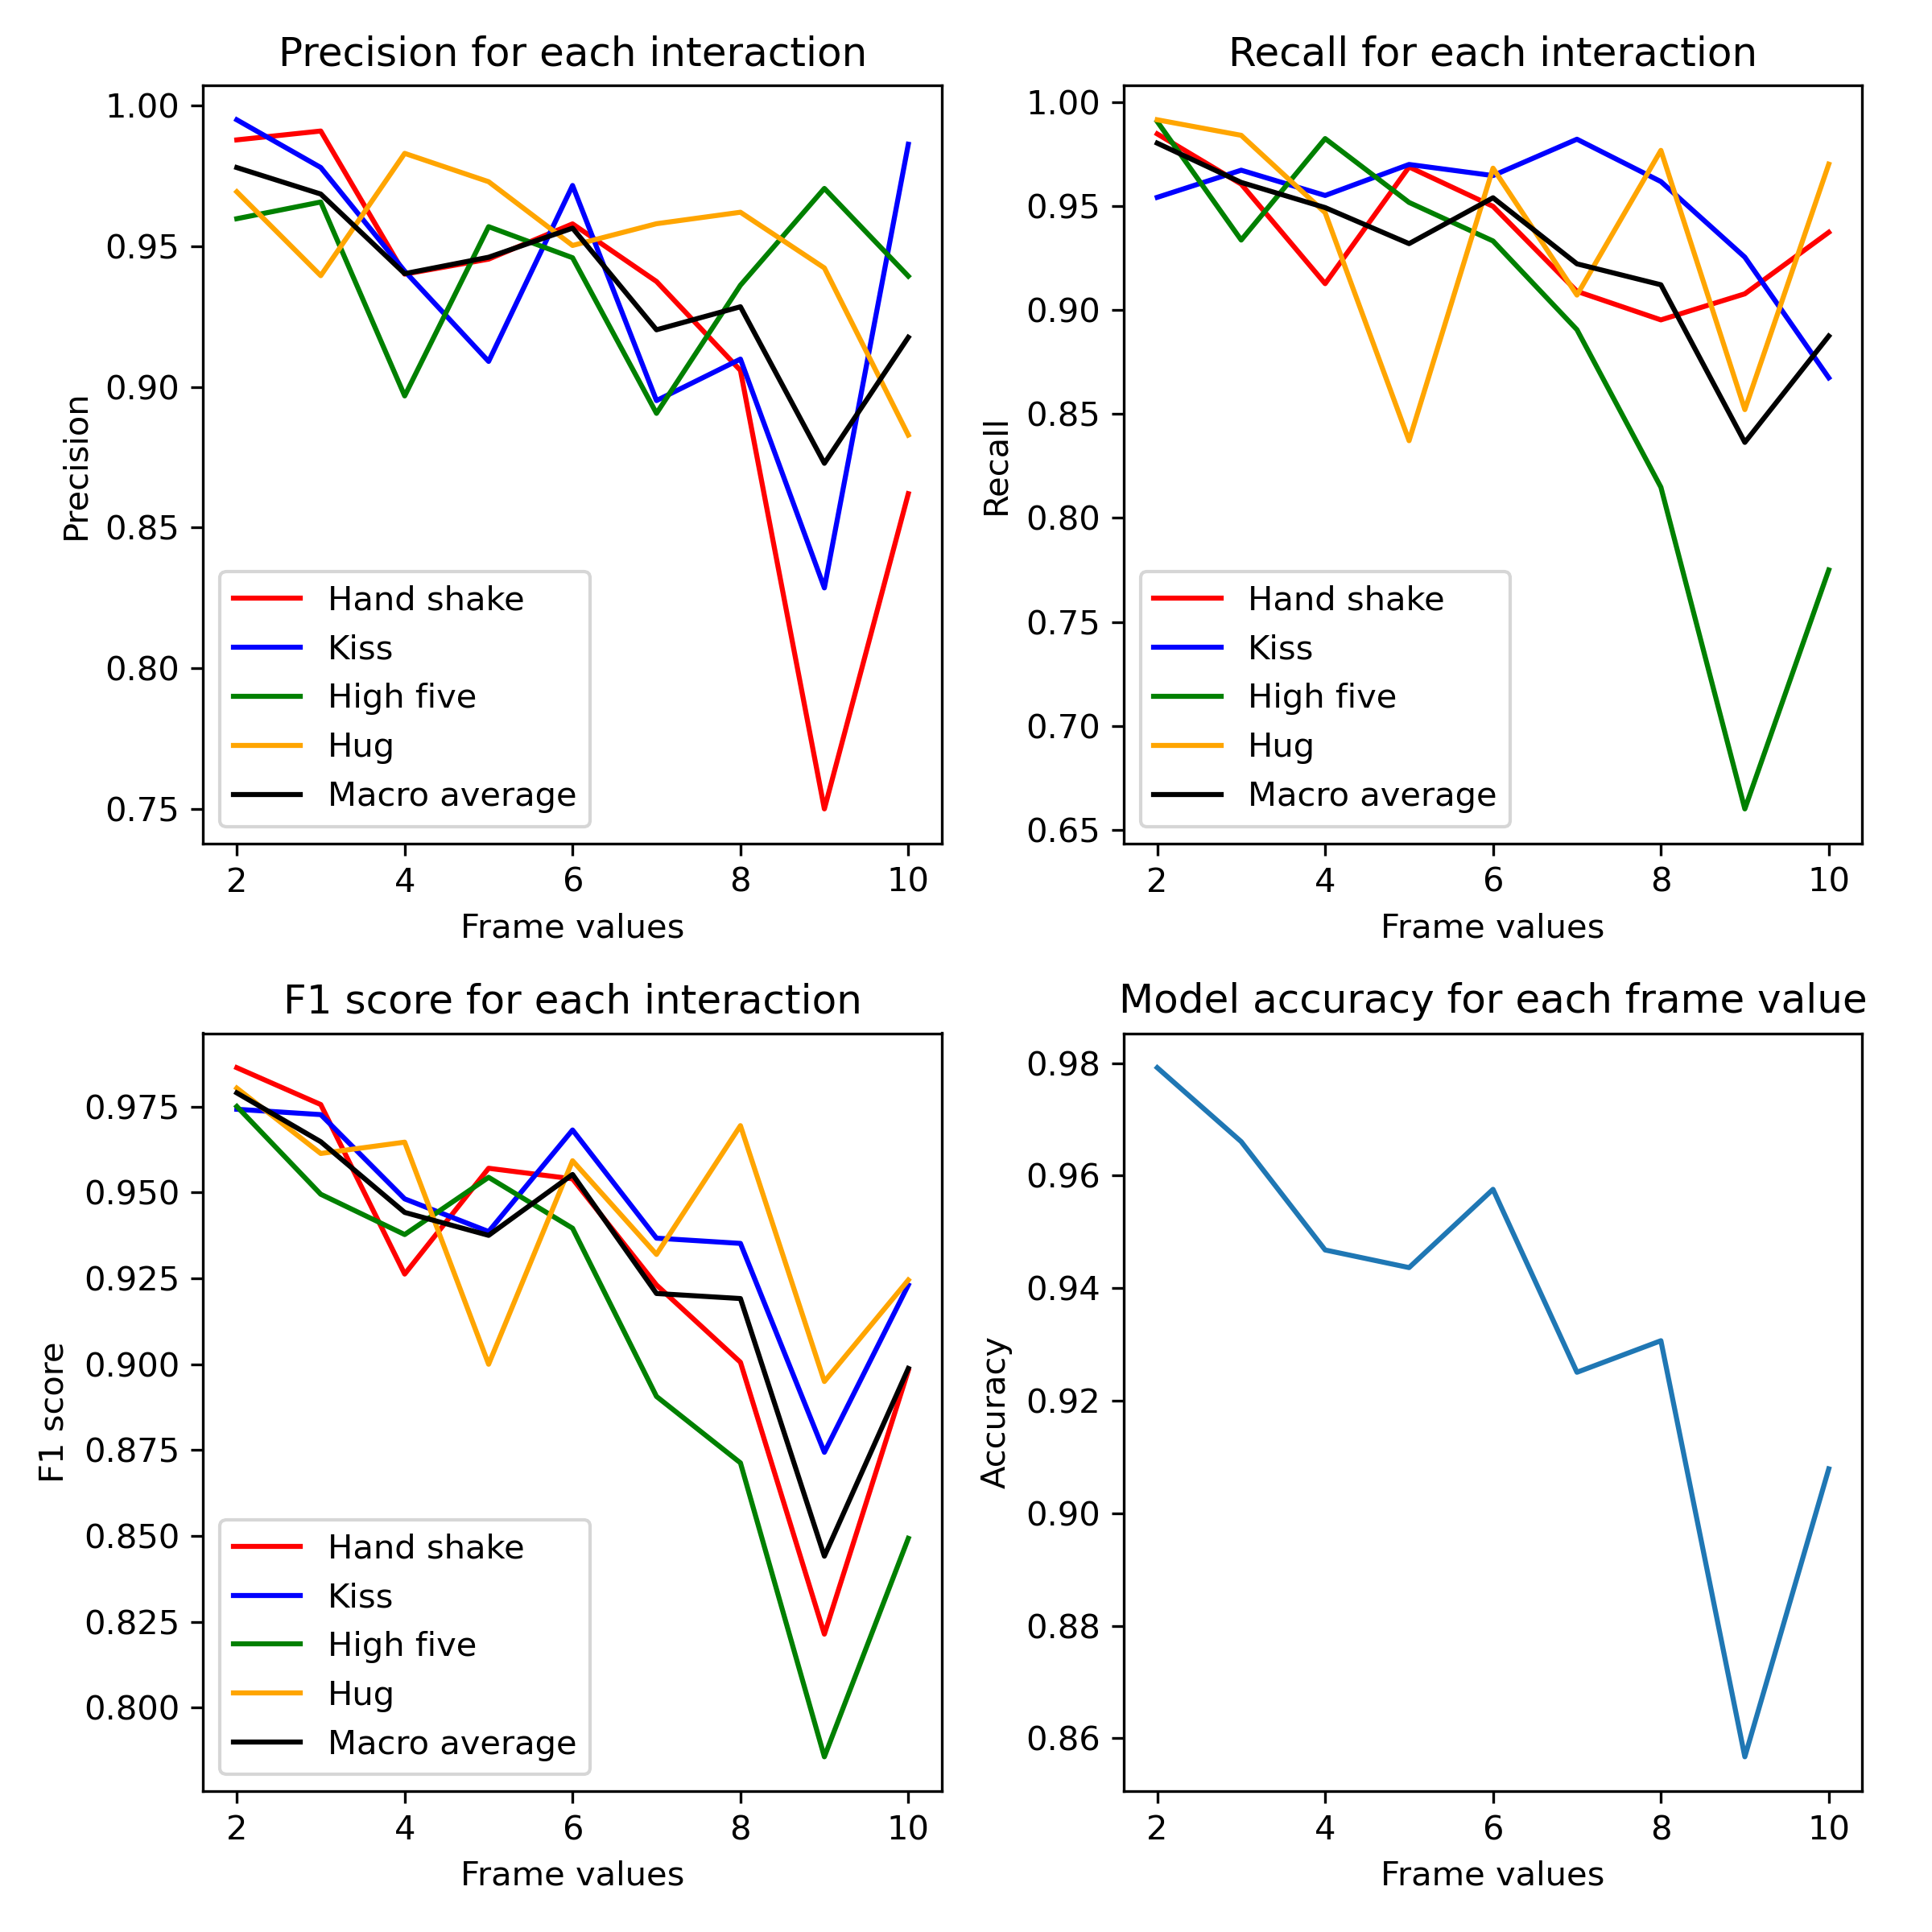 Precision for each interaction
1.00
0.95
0.90
0.85
0.80
0.75
Precision
Hand shake
Kiss
High five
Hug
Macro average
2 4 6 8 10
Frame values
Recall for each interaction
1.00
0.95
0.90
0.85
0.80
0.75
0.70
0.65
Recall
Hand shake
Kiss
High five
Hug
Macro average
2 4 6 8 10
Frame values
F1 score for each interaction
0.975
0.950
0.925
0.900
0.875
0.850
0.825
0.800
F1 score
Hand shake
Kiss
High five
Hug
Macro average
2 4 6 8 10
Frame values
Model accuracy for each frame value
0.98
0.96
0.94
0.92
0.90
0.88
0.86
Accuracy
2 4 6 8 10
Frame values